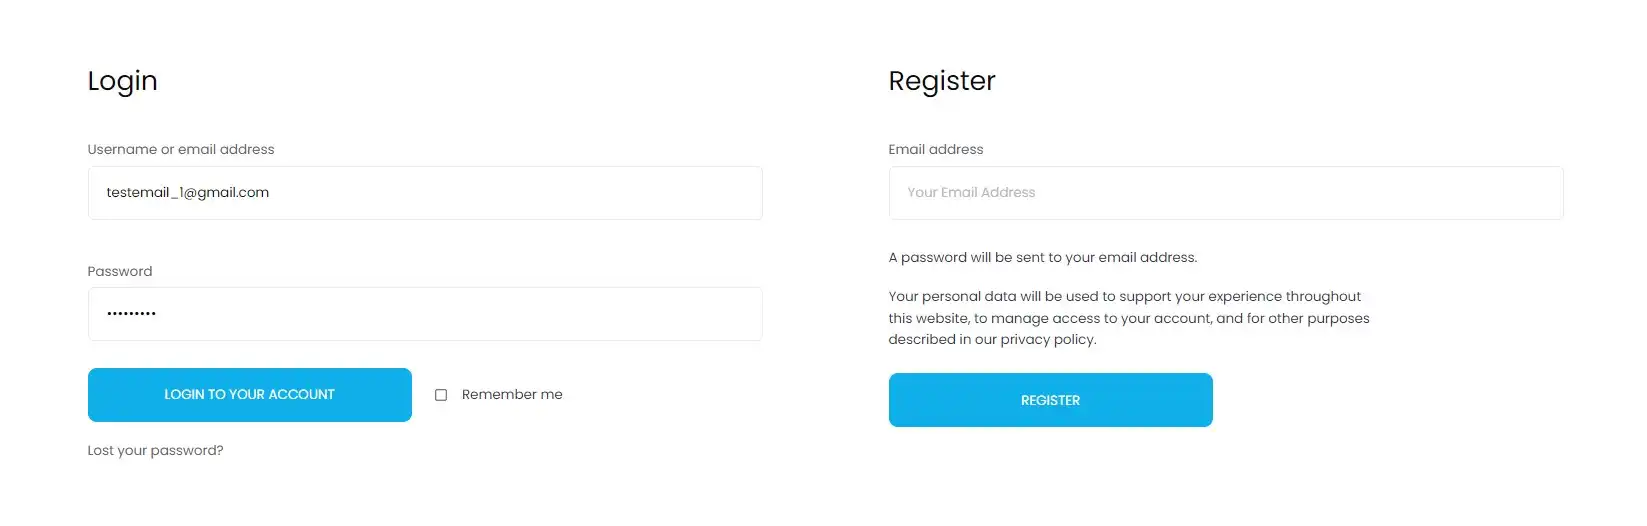 Login
Username or email address
testemail_1@gmail.com
Password
•••••••••
LOGIN TO YOUR ACCOUNT
Remember me
Lost your password?
Register
Email address
Your Email Address
A password will be sent to your email address.
Your personal data will be used to support your experience throughout
this website, to manage access to your account, and for other purposes
described in our privacy policy.
REGISTER